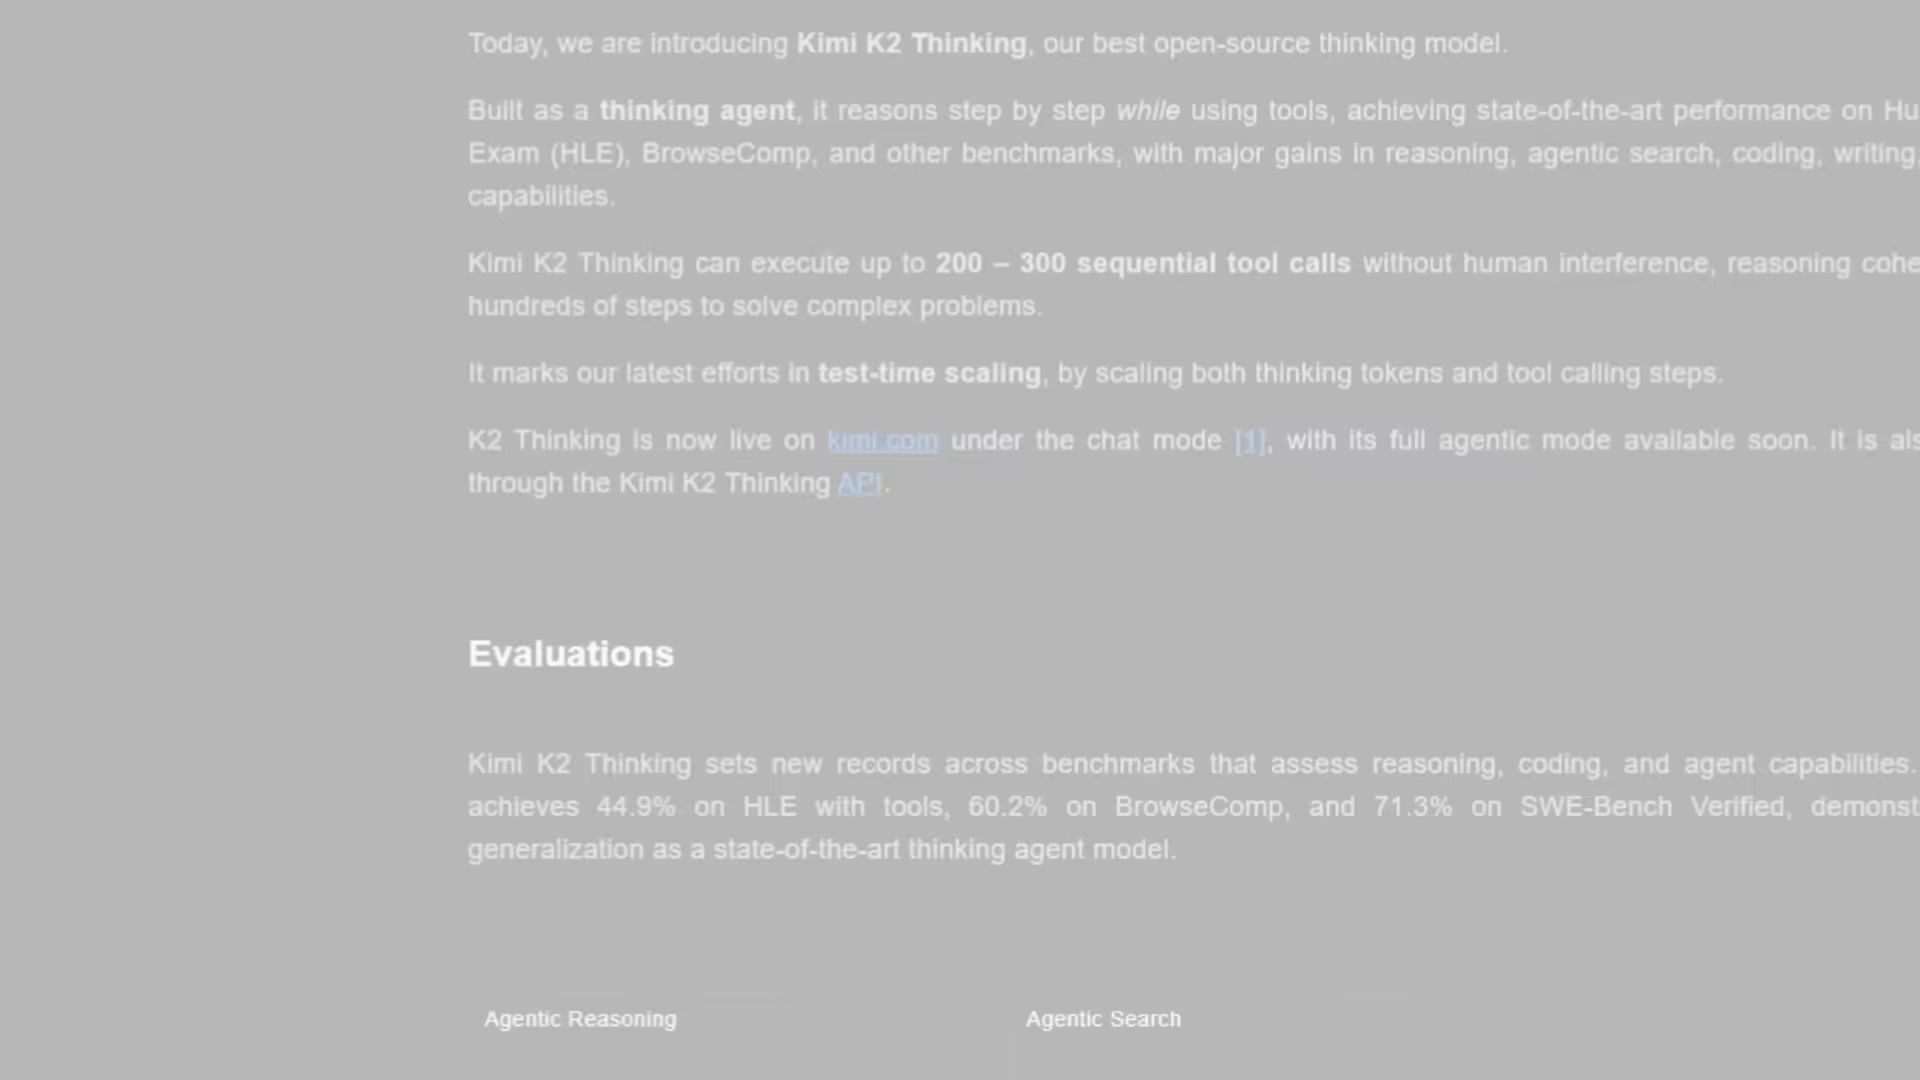 Today, we are introducing Kimi K2 Thinking, our best open-source thinking model.
Built as a thinking agent, it reasons step by step while using tools, achieving state-of-the-art performance on Hu
Exam (HLE), BrowseComp, and other benchmarks, with major gains in reasoning, agentic search, coding, writing,
capabilities.
Kimi K2 Thinking can execute up to 200 – 300 sequential tool calls without human interference, reasoning cohe
hundreds of steps to solve complex problems.
It marks our latest efforts in test-time scaling, by scaling both thinking tokens and tool calling steps.
K2 Thinking is now live on kimi.com under the chat mode [1], with its full agentic mode available soon. It is als
through the Kimi K2 Thinking API.
Evaluations
Kimi K2 Thinking sets new records across benchmarks that assess reasoning, coding, and agent capabilities.
achieves 44.9% on HLE with tools, 60.2% on BrowseComp, and 71.3% on SWE-Bench Verified, demonst
generalization as a state-of-the-art thinking agent model.
Agentic Reasoning
Agentic Search